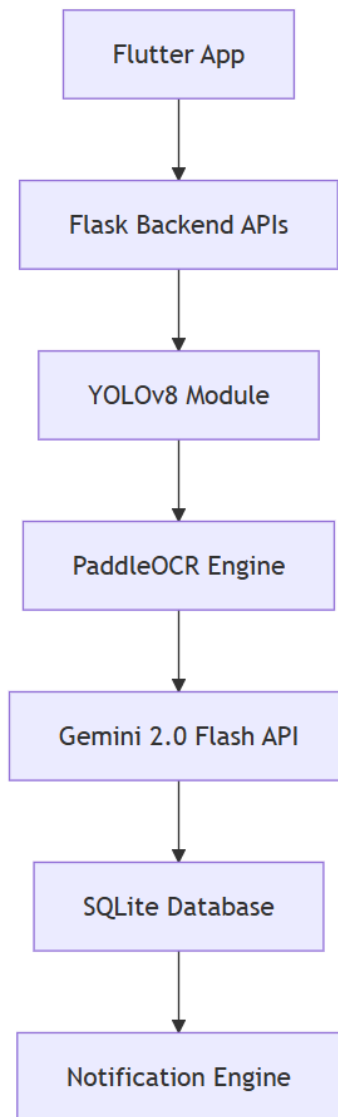 Flutter App
Flask Backend APIs
YOLOv8 Module
PaddleOCR Engine
Gemini 2.0 Flash API
SQLite Database
Notification Engine